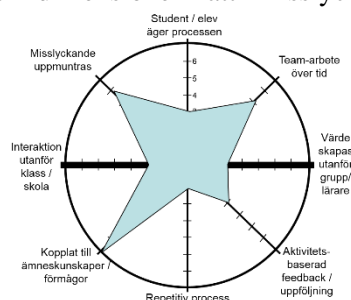 Student / elev
äger processen
Misslyckande
uppmuntras
Team-arbete
över tid
6
5
4
Interaktion
utanför
klass /
skola
Värde
skapas
utanför
grupp/
lärare
Kopplat till
ämneskunskaper /
förmågor
Aktivitets-
baserad
feedback /
uppföljning
Repetitiv process